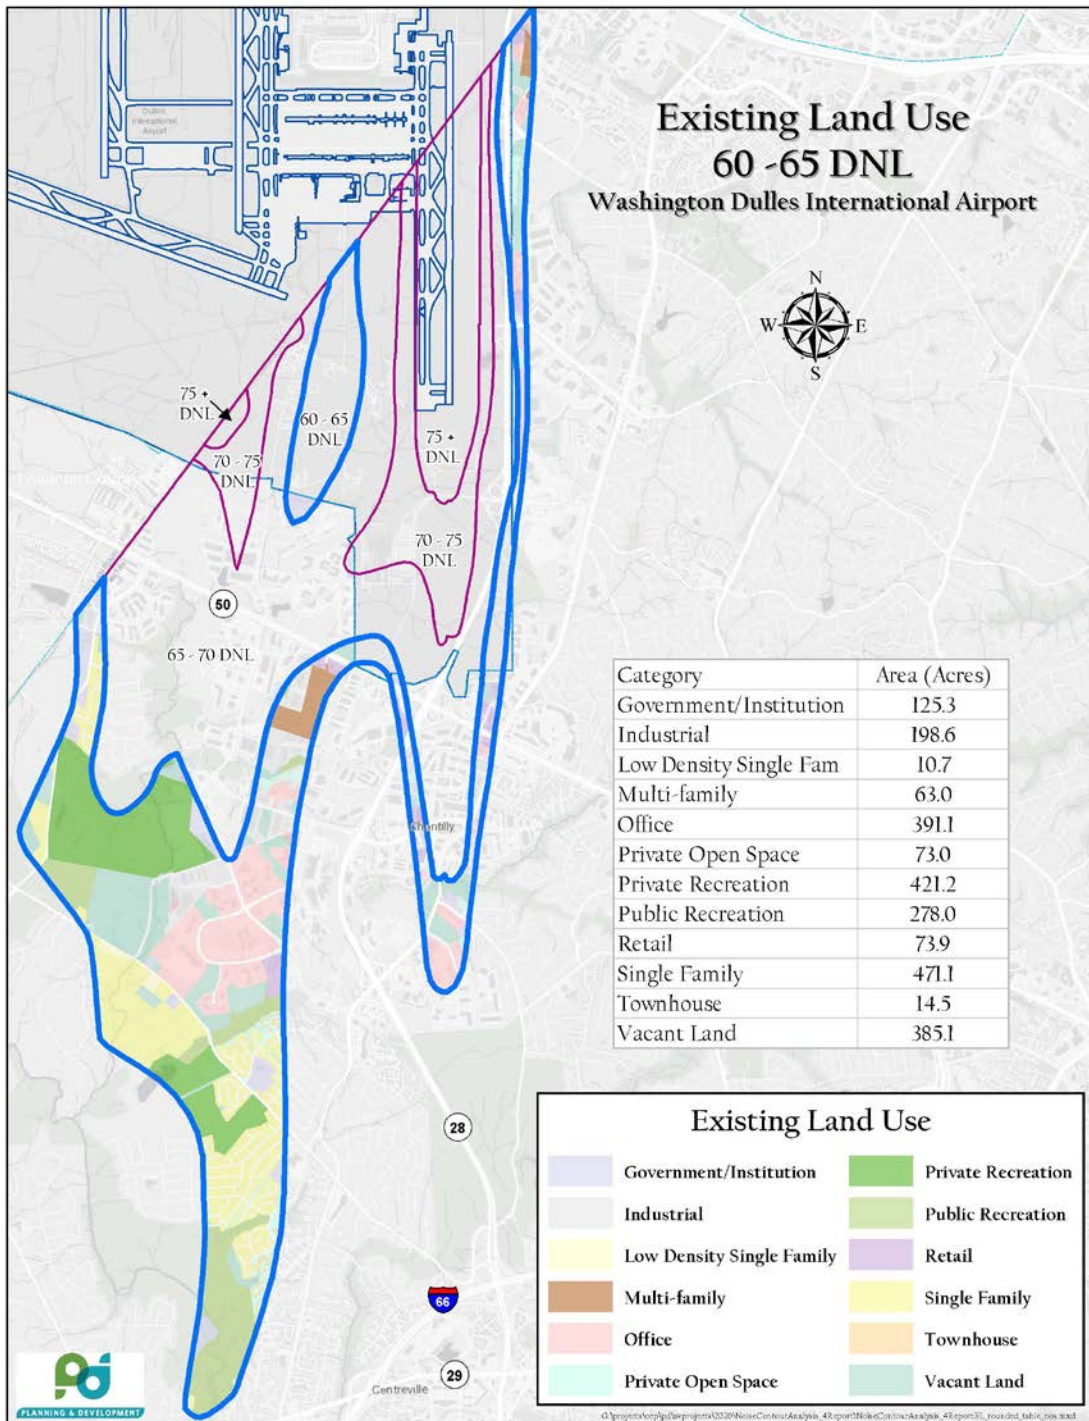 Existing Land Use
60 -65 DNL
Washington Dulles International Airport
Dulles
International
Airport
N
W E
S
75 +
DNL
70 - 75
DNL
60 - 65
DNL
75 +
DNL
70 - 75
DNL
50
65 - 70 DNL
Chantilly
Category Area (Acres)
Government/Institution 125.3
Industrial 198.6
Low Density Single Fam 10.7
Multi-family 63.0
Office 391.1
Private Open Space 73.0
Private Recreation 421.2
Public Recreation 278.0
Retail 73.9
Single Family 471.1
Townhouse 14.5
Vacant Land 385.1
28
66
29
Centreville
Existing Land Use
Government/Institution
Industrial
Low Density Single Family
Multi-family
Office
Private Open Space
Private Recreation
Public Recreation
Retail
Single Family
Townhouse
Vacant Land
pd
PLANNING & DEVELOPMENT